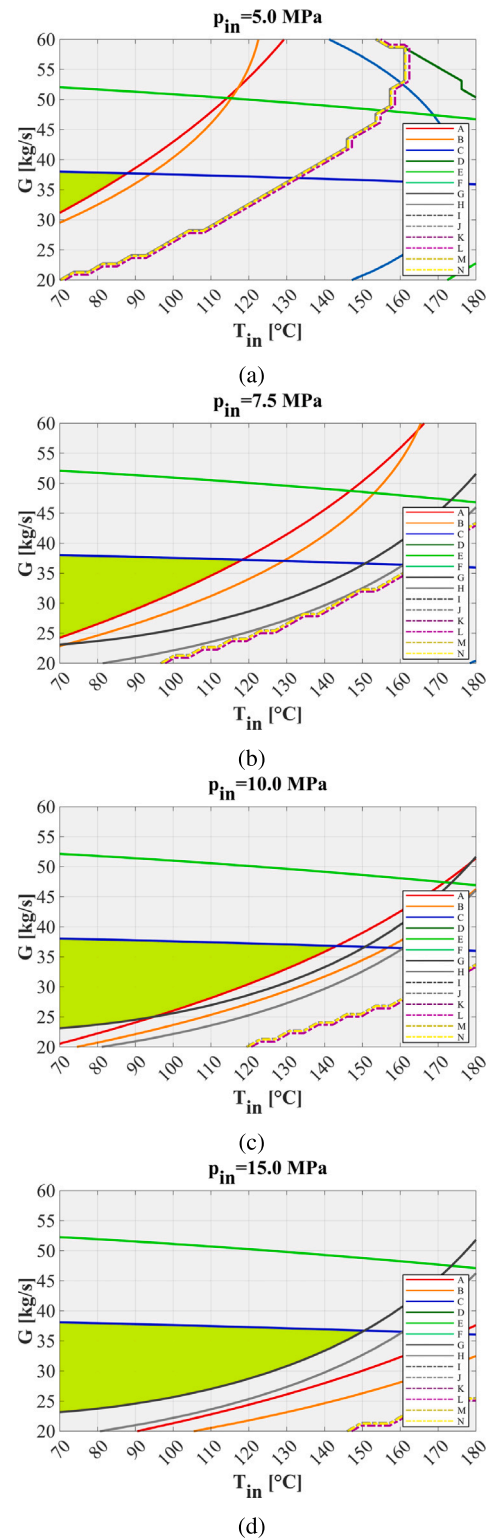 p_in=5.0 MPa
60
55
50
45
40
35
30
25
20
G [kg/s]
A
B
C
D
E
F
G
H
I
J
K
L
M
N
70 80 90 100 110 120 130 140 150 160 170 180
T_in [°C]
(a)
p_in=7.5 MPa
60
55
50
45
40
35
30
25
20
G [kg/s]
A
B
C
D
E
F
G
H
I
J
K
L
M
N
70 80 90 100 110 120 130 140 150 160 170 180
T_in [°C]
(b)
p_in=10.0 MPa
60
55
50
45
40
35
30
25
20
G [kg/s]
A
B
C
D
E
F
G
H
I
J
K
L
M
N
70 80 90 100 110 120 130 140 150 160 170 180
T_in [°C]
(c)
p_in=15.0 MPa
60
55
50
45
40
35
30
25
20
G [kg/s]
A
B
C
D
E
F
G
H
I
J
K
L
M
N
70 80 90 100 110 120 130 140 150 160 170 180
T_in [°C]
(d)